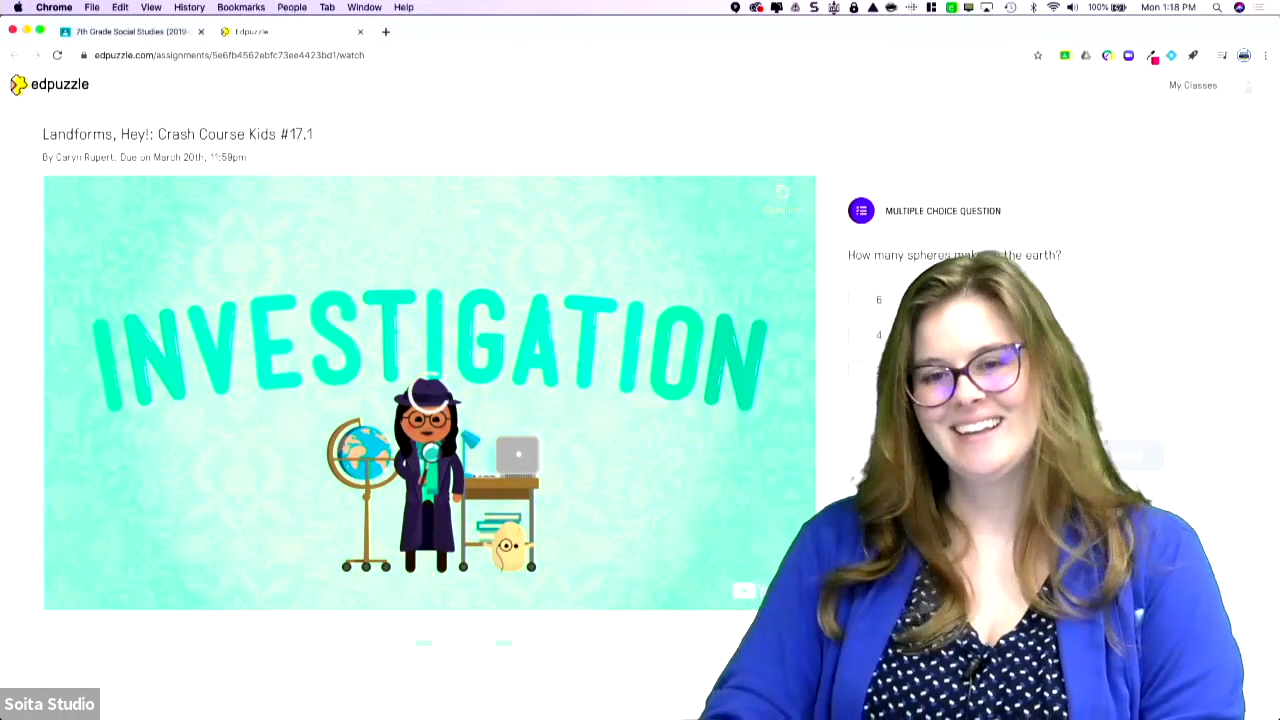 Chrome File Edit View History Bookmarks People Tab Window Help 100% Mon 1:18 PM
7th Grade Social Studies (2019- Edpuzzle
edpuzzle.com/assignments/5e6fb4562ebfc73ee4423bd1/watch
edpuzzle
My Classes
Landforms, Hey!: Crash Course Kids #17.1
By Caryn Rupert. Due on March 20th, 11:59pm
MULTIPLE CHOICE QUESTION
How many spheres the earth?
6
4
INVESTIGATION
Soita Studio